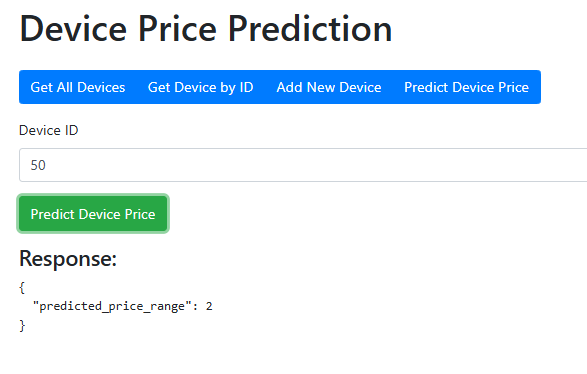 Device Price Prediction
Get All Devices Get Device by ID Add New Device Predict Device Price
Device ID
50
Predict Device Price
Response:
{
  "predicted_price_range": 2
}